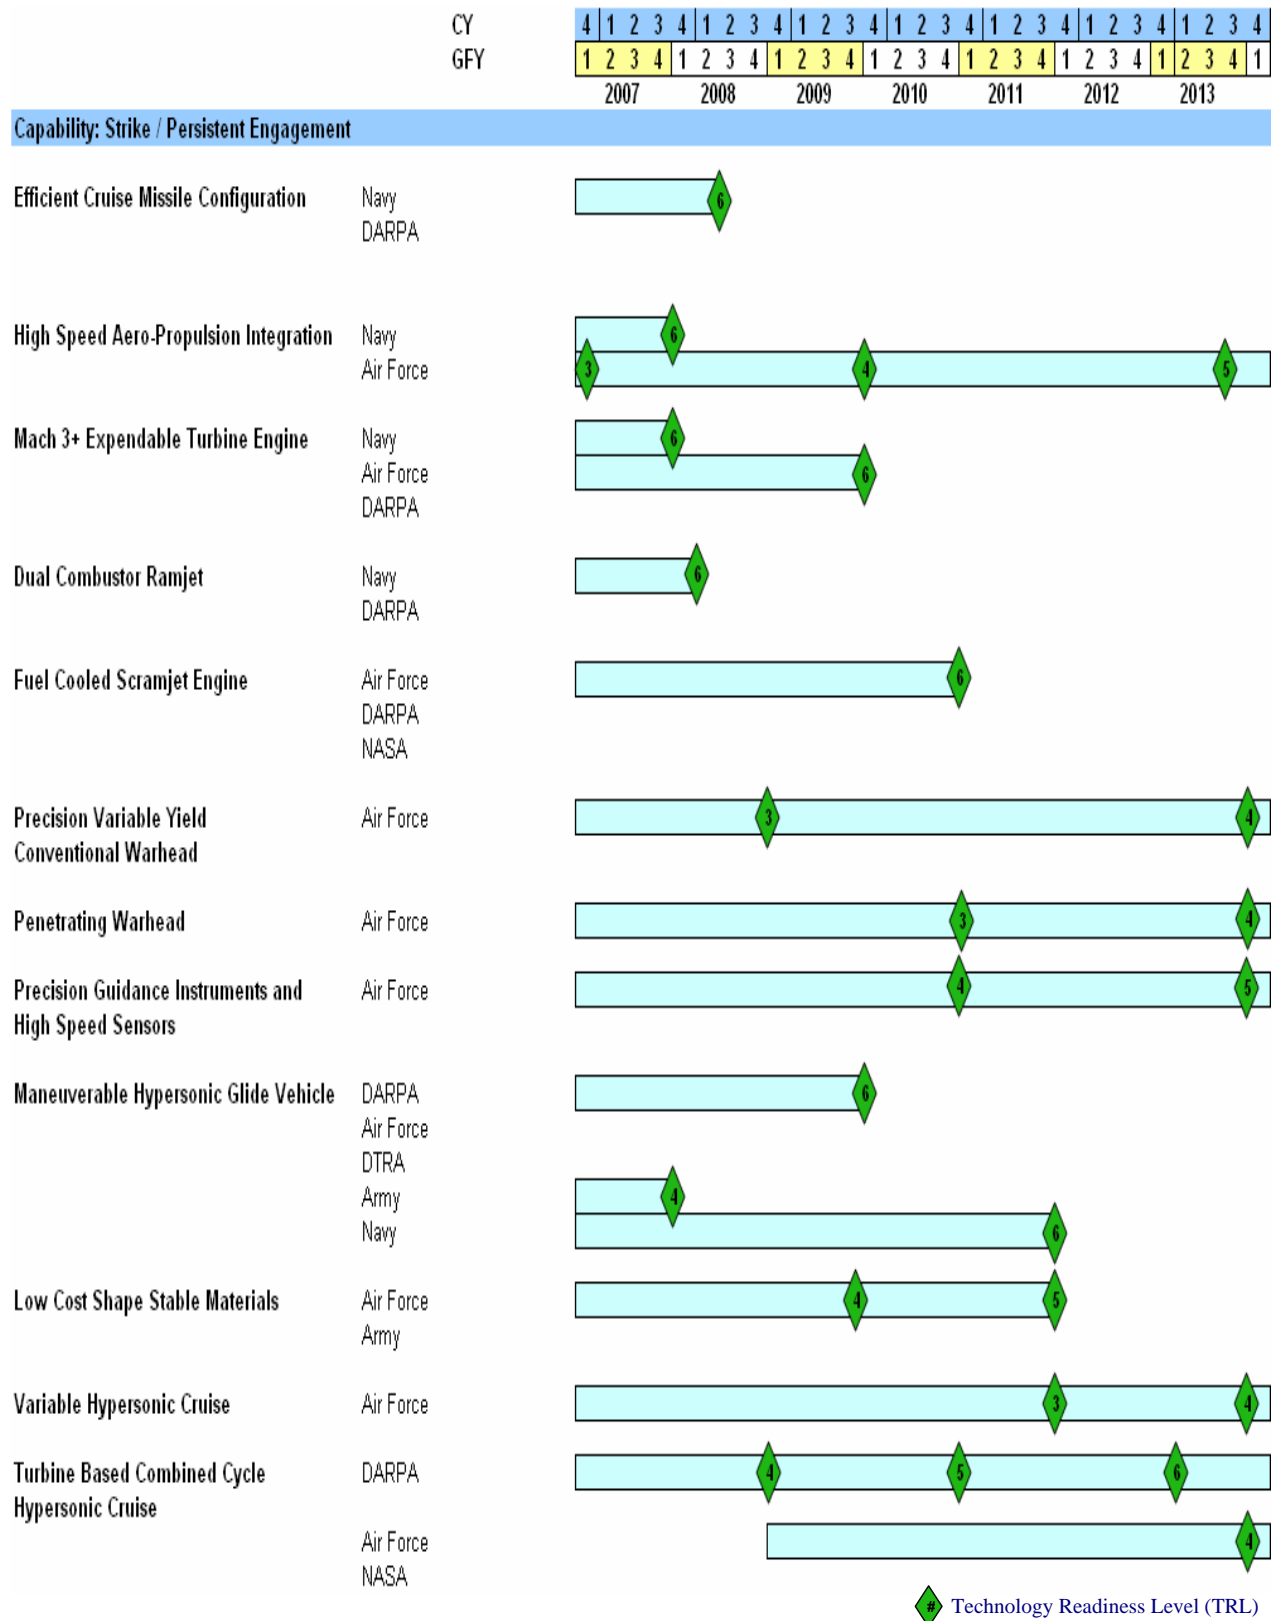 CY 4 1 2 3 4 1 2 3 4 1 2 3 4 1 2 3 4 1 2 3 4 1 2 3 4 1 2 3 4
GFY 1 2 3 4 1 2 3 4 1 2 3 4 1 2 3 4 1 2 3 4 1 2 3 4 1 2 3 4 1
2007 2008 2009 2010 2011 2012 2013
Capability: Strike / Persistent Engagement
Efficient Cruise Missile Configuration Navy 6
DARPA
High Speed Aero-Propulsion Integration Navy 6
Air Force 3 4 5
Mach 3+ Expendable Turbine Engine Navy 6
Air Force 6
DARPA
Dual Combustor Ramjet Navy 6
DARPA
Fuel Cooled Scramjet Engine Air Force 6
DARPA
NASA
Precision Variable Yield Air Force 3 4
Conventional Warhead
Penetrating Warhead Air Force 3 4
Precision Guidance Instruments and Air Force 4 5
High Speed Sensors
Maneuverable Hypersonic Glide Vehicle DARPA 6
Air Force
DTRA
Army 4
Navy 6
Low Cost Shape Stable Materials Air Force 4 5
Army
Variable Hypersonic Cruise Air Force 3 4
Turbine Based Combined Cycle DARPA 4 5 6
Hypersonic Cruise
Air Force 4
NASA
# Technology Readiness Level (TRL)